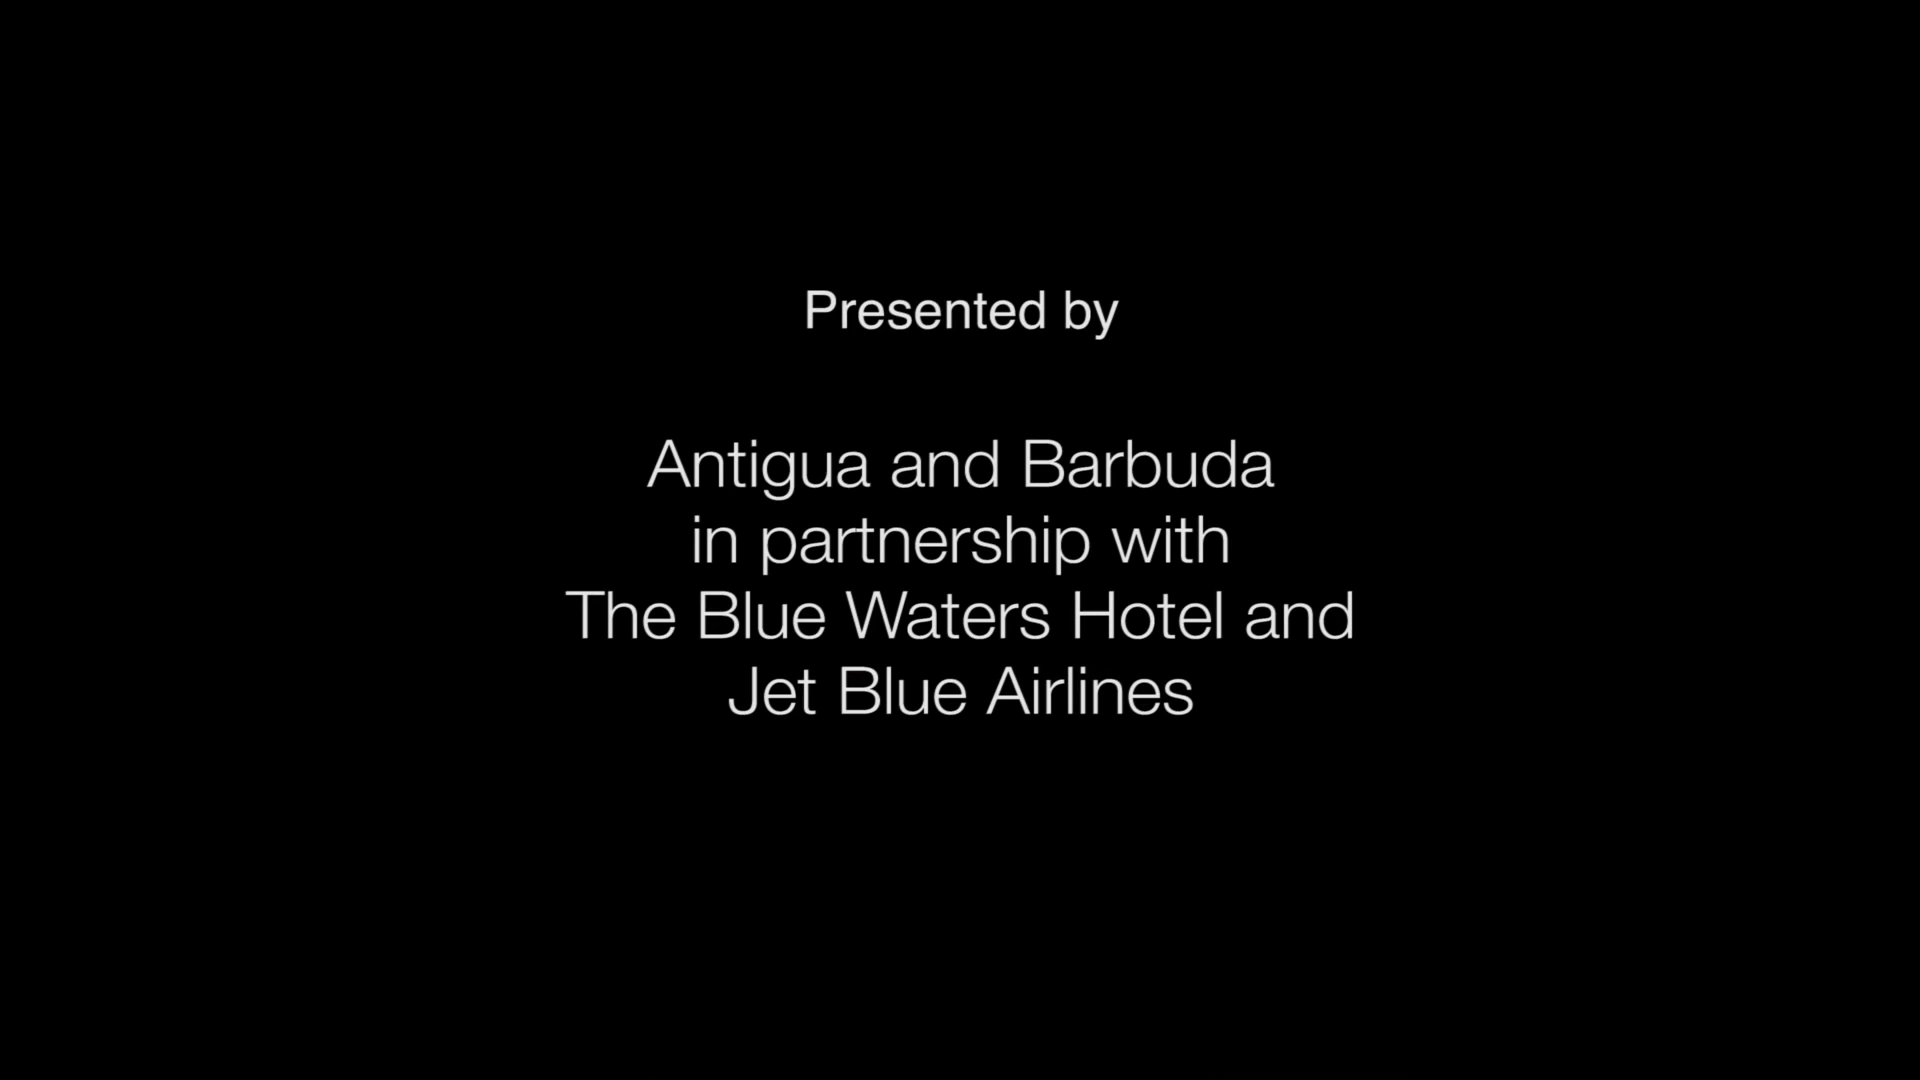 Presented by
Antigua and Barbuda
in partnership with
The Blue Waters Hotel and
Jet Blue Airlines